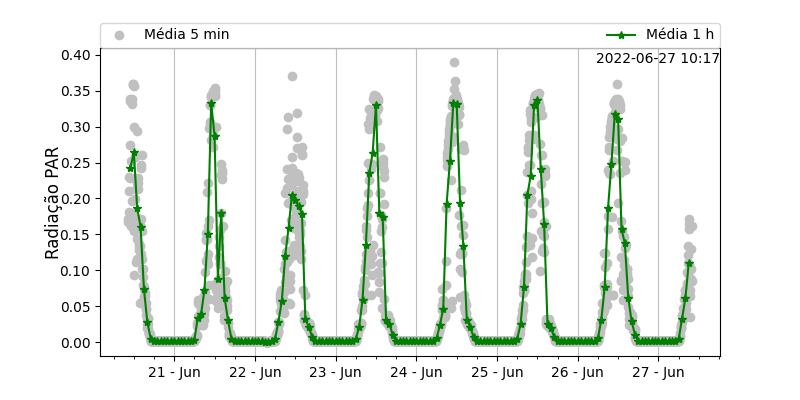 Média 5 min
Média 1 h
2022-06-27 10:17
Radiação PAR
0.40
0.35
0.30
0.25
0.20
0.15
0.10
0.05
0.00
21 - Jun
22 - Jun
23 - Jun
24 - Jun
25 - Jun
26 - Jun
27 - Jun